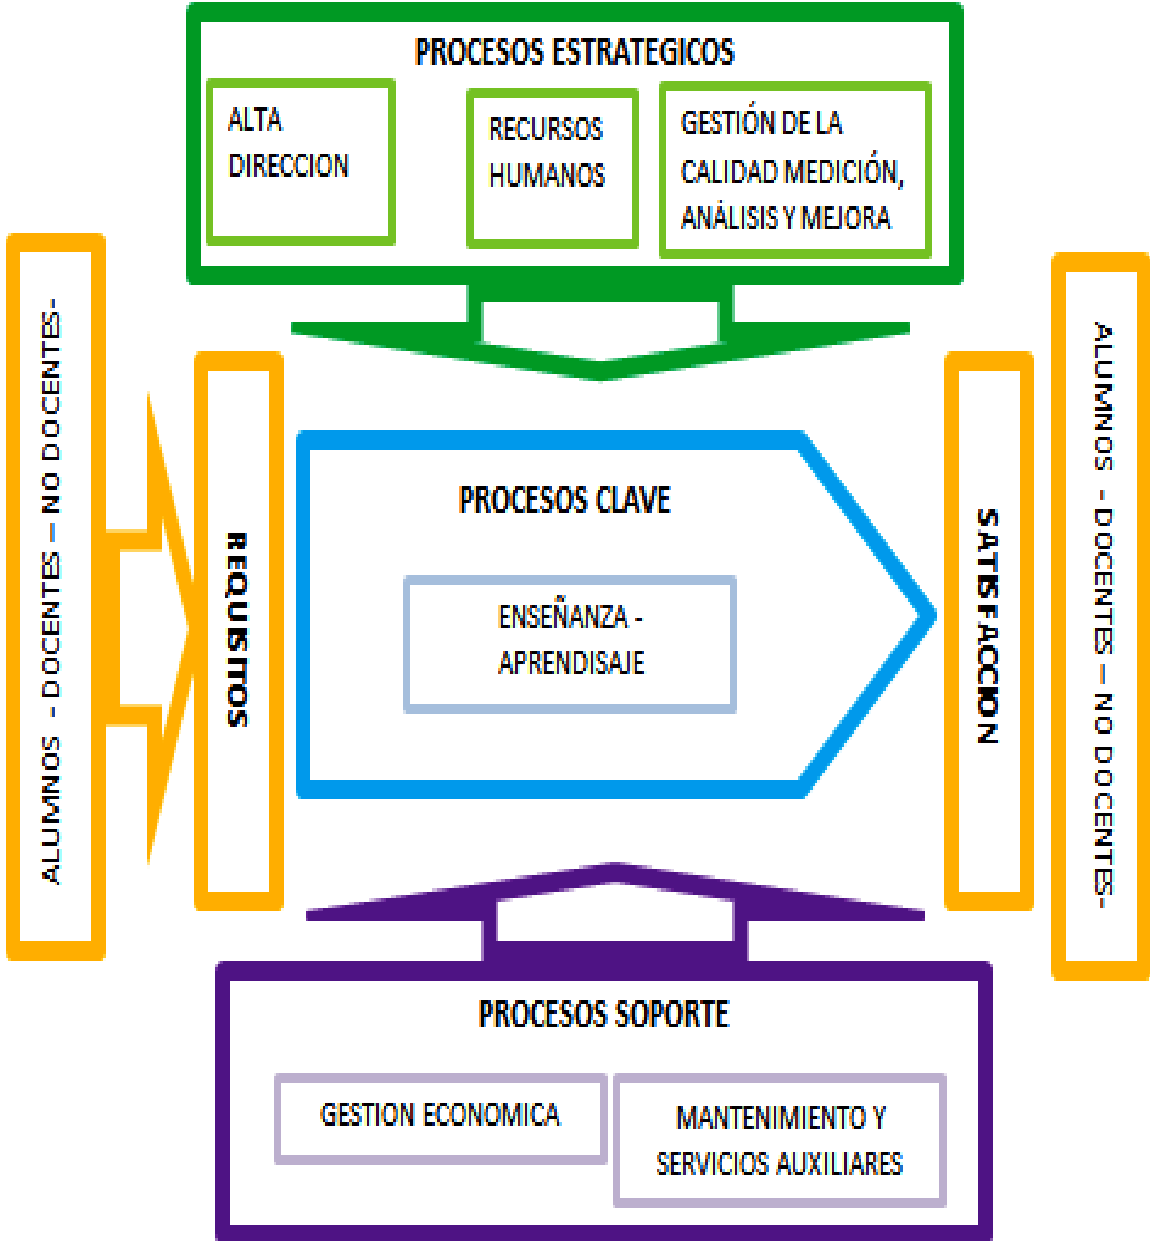 PROCESOS ESTRATEGICOS
ALTA
DIRECCION
RECURSOS
HUMANOS
GESTIÓN DE LA
CALIDAD MEDICIÓN,
ANÁLISIS Y MEJORA
ALUMNOS - DOCENTES – NO DOCENTES-
REQUISITOS
PROCESOS CLAVE
ENSEÑANZA -
APRENDISAJE
SATISFACCION
ALUMNOS - DOCENTES – NO DOCENTES-
PROCESOS SOPORTE
GESTION ECONOMICA
MANTENIMIENTO Y
SERVICIOS AUXILIARES